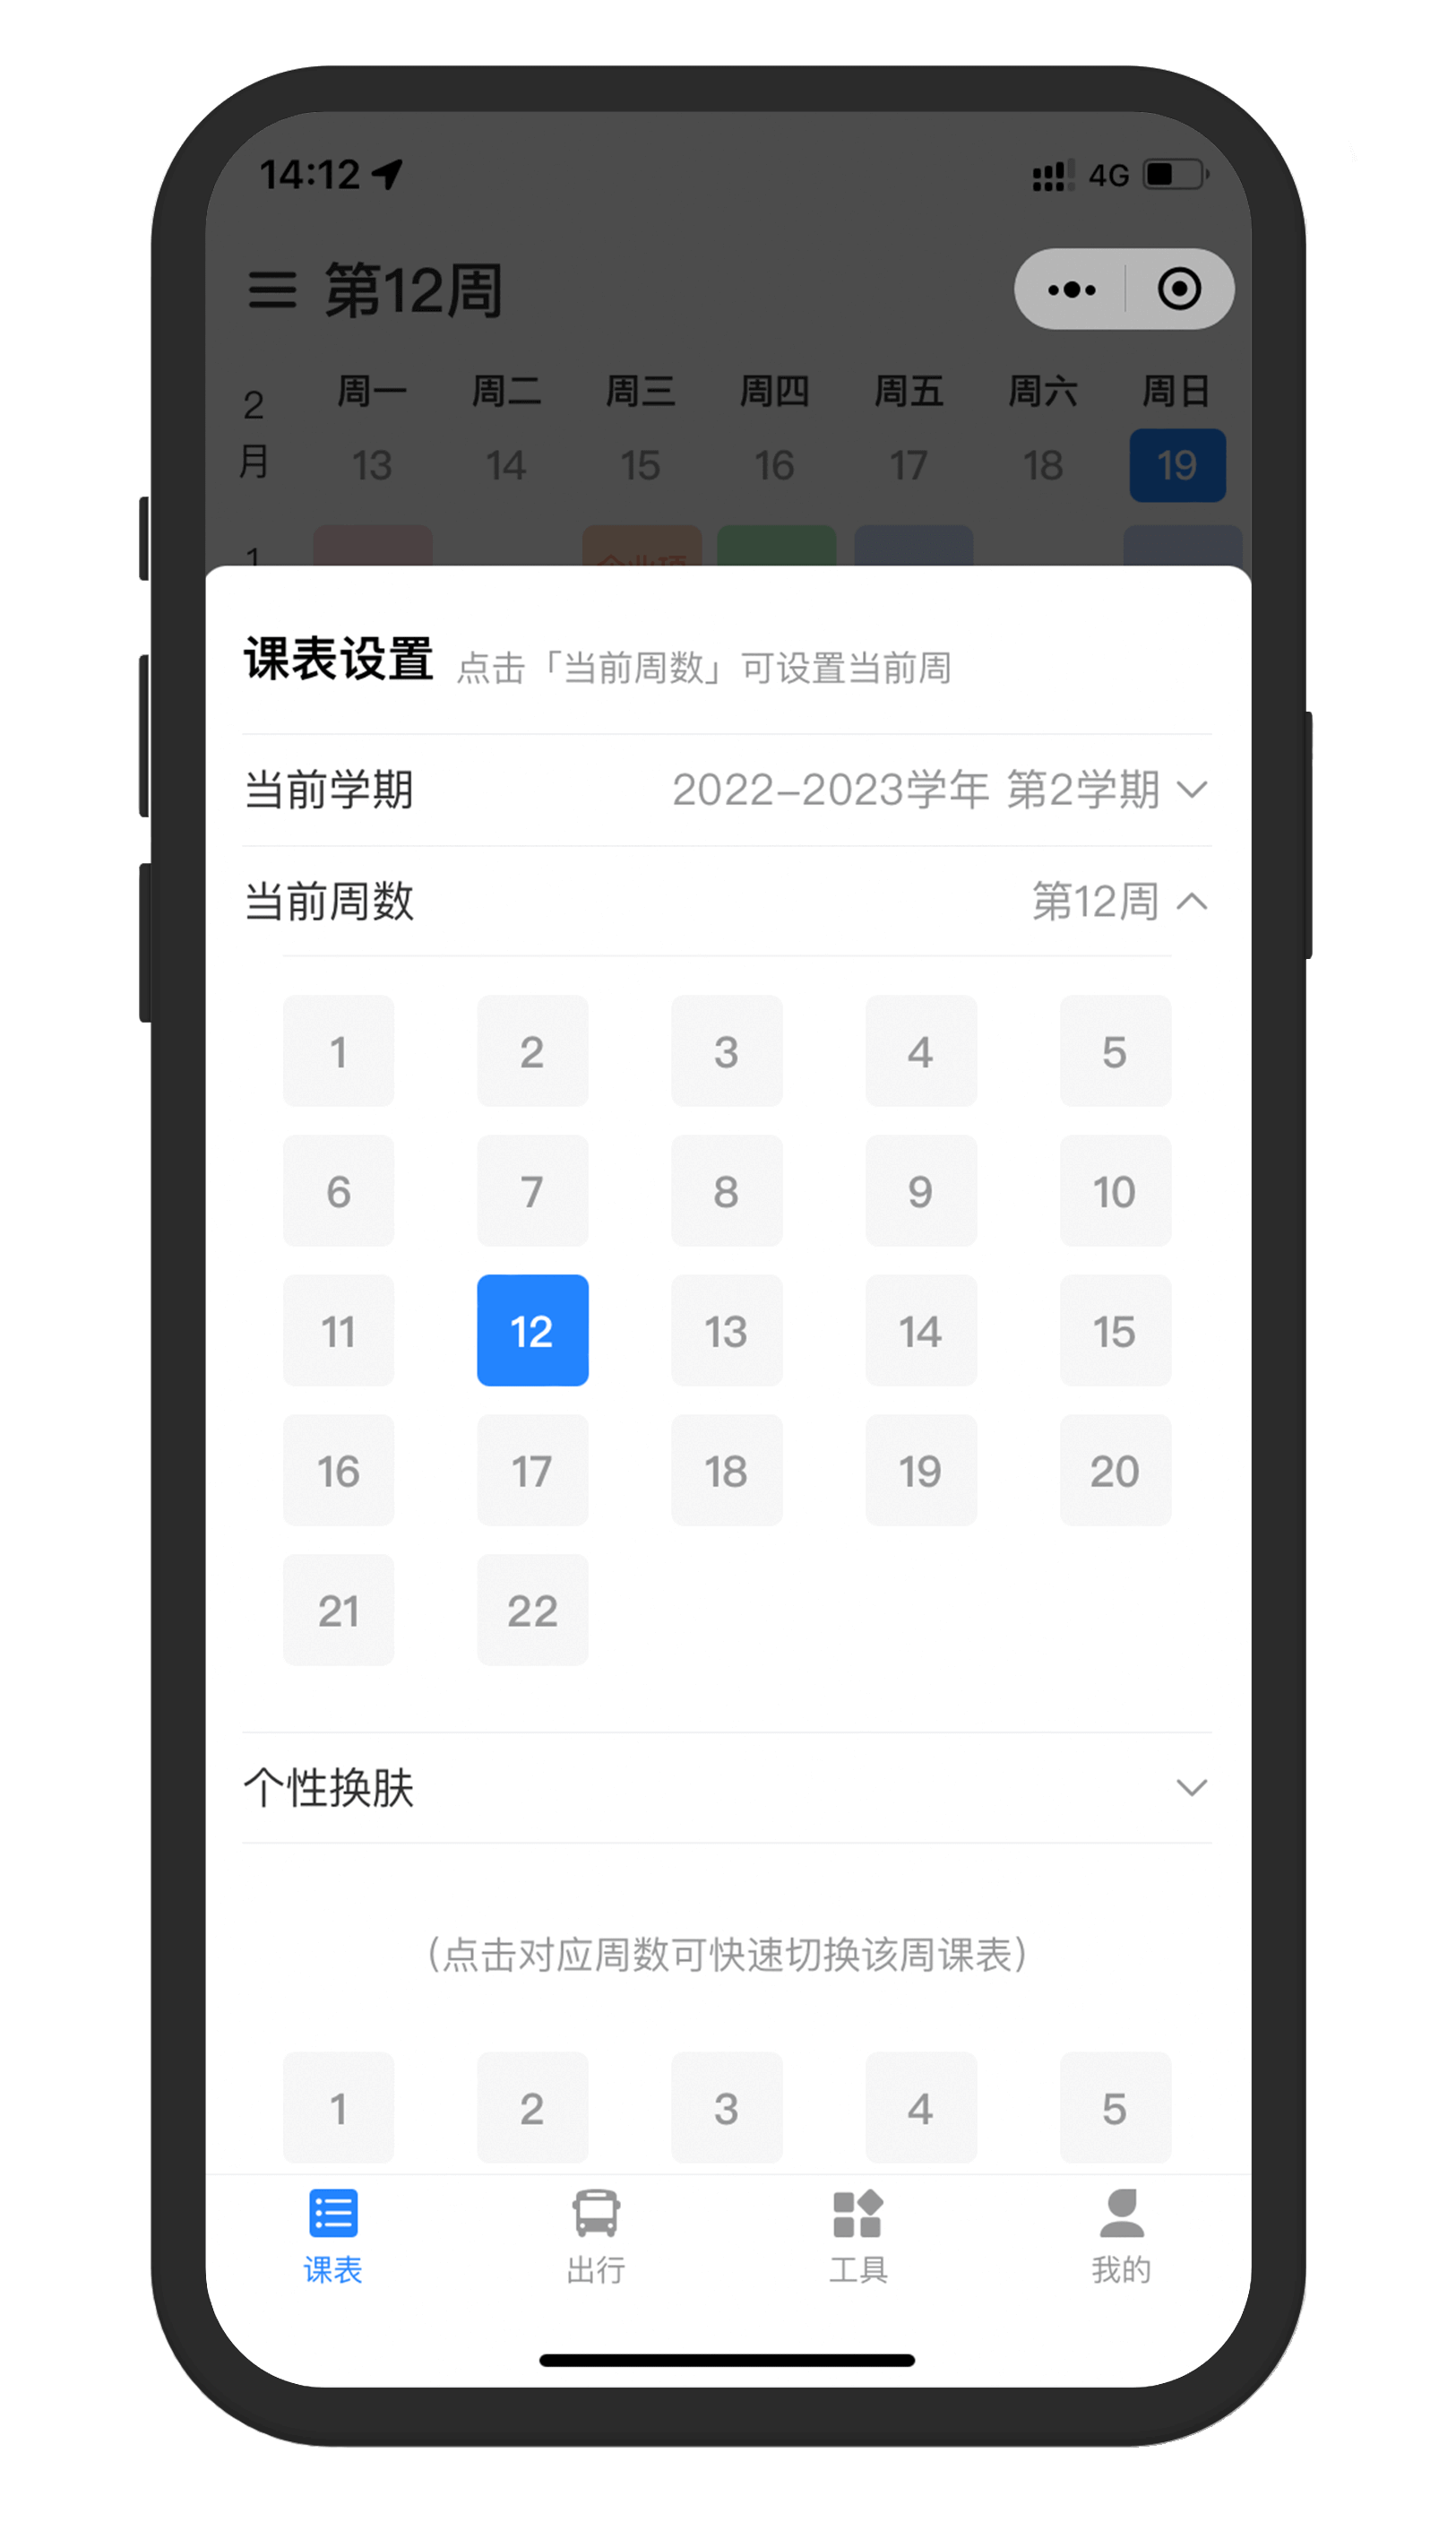 14:12 4G
第12周
2月 周一 周二 周三 周四 周五 周六 周日
13 14 15 16 17 18 19
1
课表设置 点击「当前周数」可设置当前周
当前学期 2022-2023学年 第2学期
当前周数 第12周
1 2 3 4 5
6 7 8 9 10
11 12 13 14 15
16 17 18 19 20
21 22
个性换肤
(点击对应周数可快速切换该周课表)
1 2 3 4 5
课表 出行 工具 我的